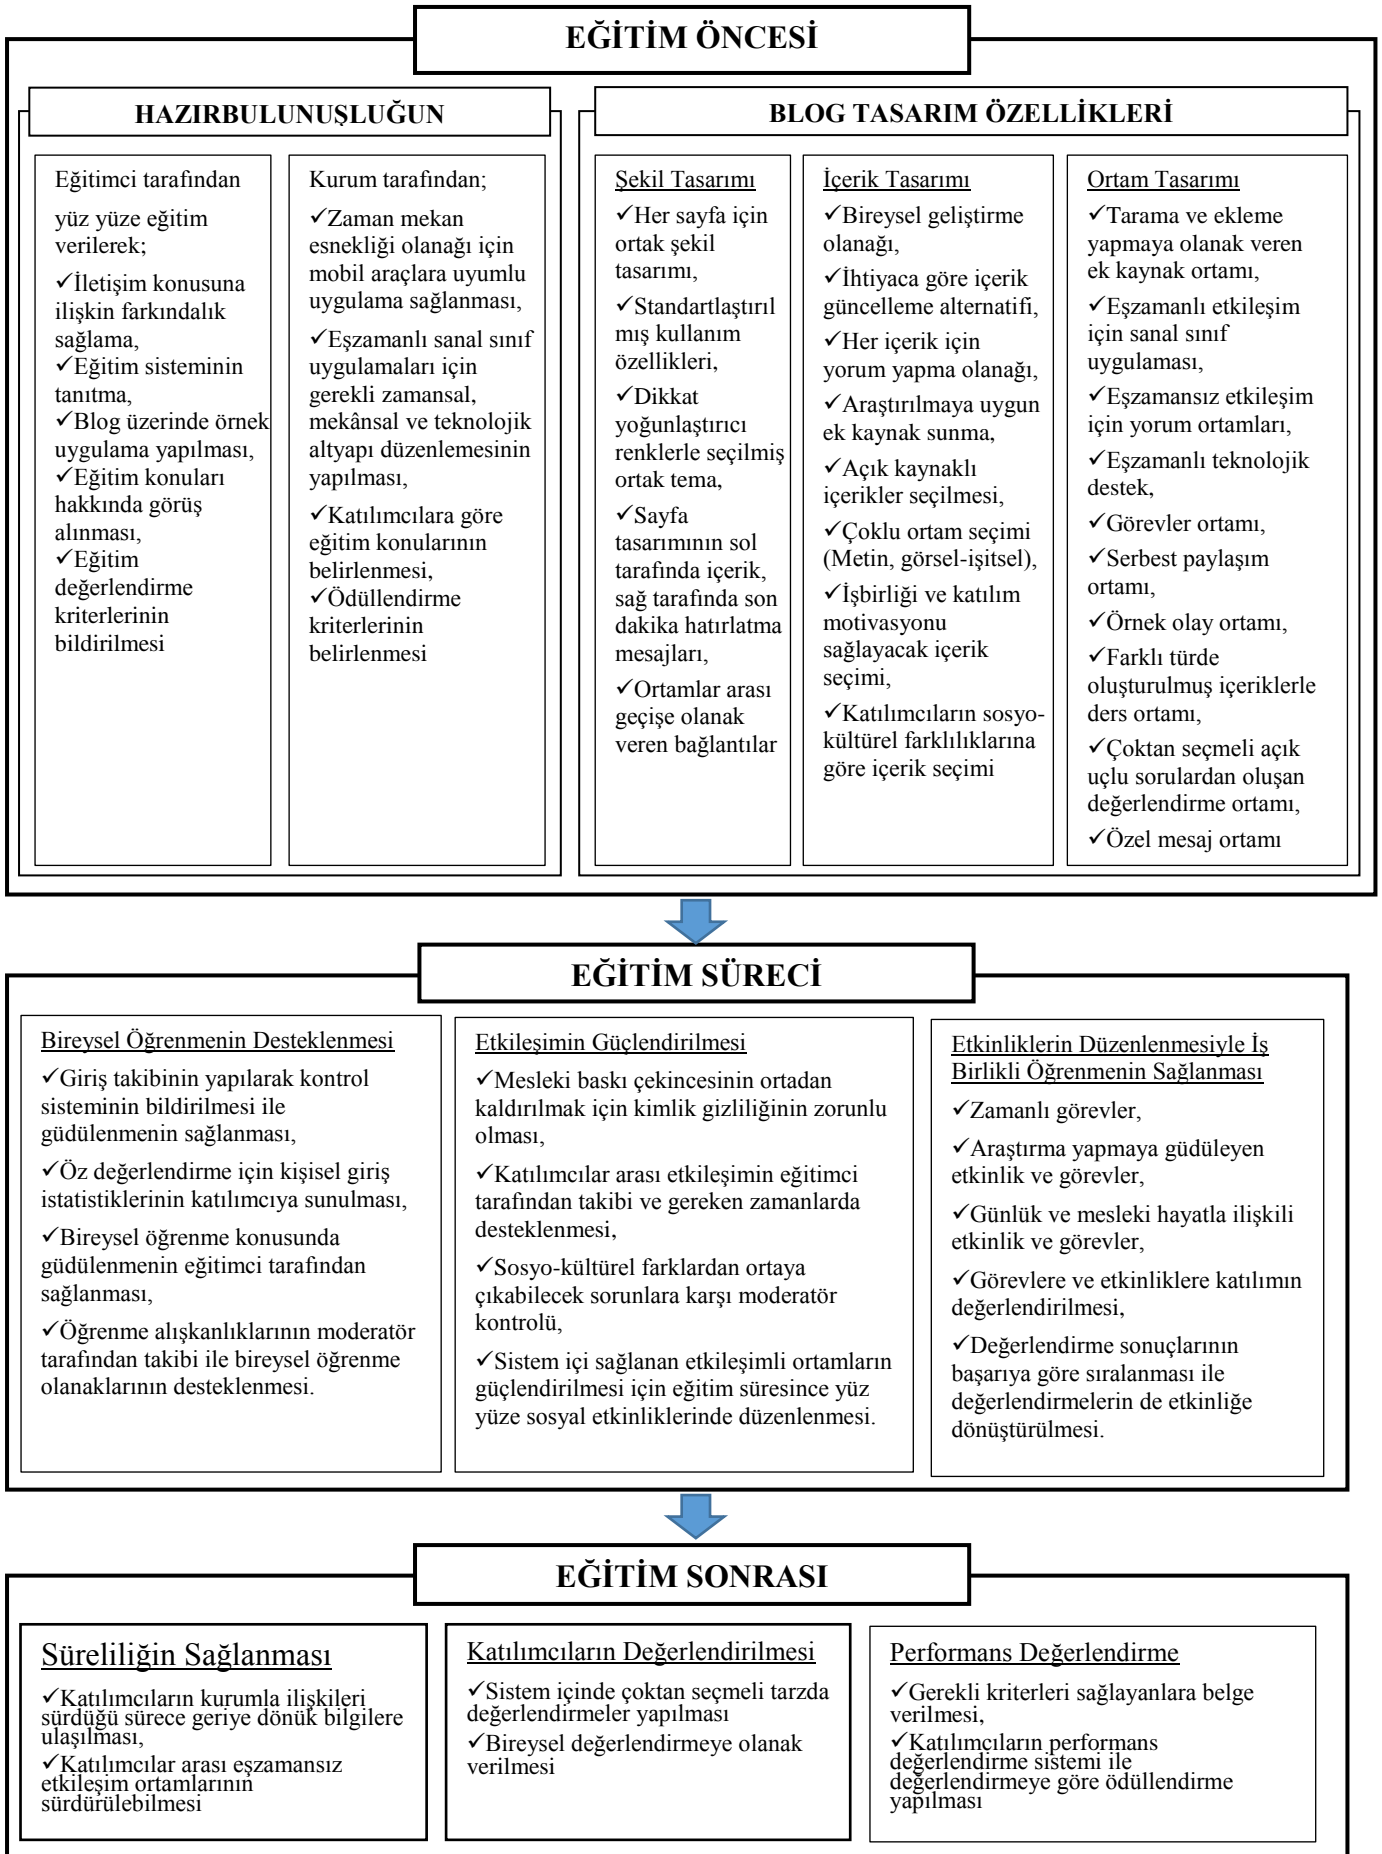 EĞİTİM ÖNCESİ
HAZIRBULUNUŞLUĞUN
Eğitimci tarafından
yüz yüze eğitim
verilerek;
✓İletişim konusuna
ilişkin farkındalık
sağlama,
✓Eğitim sisteminin
tanıtma,
✓Blog üzerinde örnek
uygulama yapılması,
✓Eğitim konuları
hakkında görüş
alınması,
✓Eğitim
değerlendirme
kriterlerinin
bildirilmesi
Kurum tarafından;
✓Zaman mekan
esnekliği olanağı için
mobil araçlara uyumlu
uygulama sağlanması,
✓Eşzamanlı sanal sınıf
uygulamaları için
gerekli zamansal,
mekânsal ve teknolojik
altyapı düzenlemesinin
yapılması,
✓Katılımcılara göre
eğitim konularının
belirlenmesi,
✓Ödüllendirme
kriterlerinin
belirlenmesi
BLOG TASARIM ÖZELLİKLERİ
Şekil Tasarımı
✓Her sayfa için
ortak şekil
tasarımı,
✓Standartlaştırıl
mış kullanım
özellikleri,
✓Dikkat
yoğunlaştırıcı
renklerle seçilmiş
ortak tema,
✓Sayfa
tasarımının sol
tarafında içerik,
sağ tarafında son
dakika hatırlatma
mesajları,
✓Ortamlar arası
geçişe olanak
veren bağlantılar
İçerik Tasarımı
✓Bireysel geliştirme
olanağı,
✓İhtiyaca göre içerik
güncelleme alternatifi,
✓Her içerik için
yorum yapma olanağı,
✓Araştırılmaya uygun
ek kaynak sunma,
✓Açık kaynaklı
içerikler seçilmesi,
✓Çoklu ortam seçimi
(Metin, görsel-işitsel),
✓İşbirliği ve katılım
motivasyonu
sağlayacak içerik
seçimi,
✓Katılımcıların sosyo-
kültürel farklılıklarına
göre içerik seçimi
Ortam Tasarımı
✓Tarama ve ekleme
yapmaya olanak veren
ek kaynak ortamı,
✓Eşzamanlı etkileşim
için sanal sınıf
uygulaması,
✓Eşzamansız etkileşim
için yorum ortamları,
✓Eşzamanlı teknolojik
destek,
✓Görevler ortamı,
✓Serbest paylaşım
ortamı,
✓Örnek olay ortamı,
✓Farklı türde
oluşturulmuş içeriklerle
ders ortamı,
✓Çoktan seçmeli açık
uçlu sorulardan oluşan
değerlendirme ortamı,
✓Özel mesaj ortamı
EĞİTİM SÜRECİ
Bireysel Öğrenmenin Desteklenmesi
✓Giriş takibinin yapılarak kontrol
sisteminin bildirilmesi ile
güdülenmenin sağlanması,
✓Öz değerlendirme için kişisel giriş
istatistiklerinin katılımcıya sunulması,
✓Bireysel öğrenme konusunda
güdülenmenin eğitimci tarafından
sağlanması,
✓Öğrenme alışkanlıklarının moderatör
tarafından takibi ile bireysel öğrenme
olanaklarının desteklenmesi.
Etkileşimin Güçlendirilmesi
✓Mesleki baskı çekincesinin ortadan
kaldırılmak için kimlik gizliliğinin zorunlu
olması,
✓Katılımcılar arası etkileşimin eğitimci
tarafından takibi ve gereken zamanlarda
desteklenmesi,
✓Sosyo-kültürel farklardan ortaya
çıkabilecek sorunlara karşı moderatör
kontrolü,
✓Sistem içi sağlanan etkileşimli ortamların
güçlendirilmesi için eğitim süresince yüz
yüze sosyal etkinliklerinde düzenlenmesi.
Etkinliklerin Düzenlenmesiyle İş
Birlikli Öğrenmenin Sağlanması
✓Zamanlı görevler,
✓Araştırma yapmaya güdüleyen
etkinlik ve görevler,
✓Günlük ve mesleki hayatla ilişkili
etkinlik ve görevler,
✓Görevlere ve etkinliklere katılımın
değerlendirilmesi,
✓Değerlendirme sonuçlarının
başarıya göre sıralanması ile
değerlendirmelerin de etkinliğe
dönüştürülmesi.
EĞİTİM SONRASI
Süreliliğin Sağlanması
✓Katılımcıların kurumla ilişkileri
sürdüğü sürece geriye dönük bilgilere
ulaşılması,
✓Katılımcılar arası eşzamansız
etkileşim ortamlarının
sürdürülebilmesi
Katılımcıların Değerlendirilmesi
✓Sistem içinde çoktan seçmeli tarzda
değerlendirmeler yapılması
✓Bireysel değerlendirmeye olanak
verilmesi
Performans Değerlendirme
✓Gerekli kriterleri sağlayanlara belge
verilmesi,
✓Katılımcıların performans
değerlendirme sistemi ile
değerlendirmeye göre ödüllendirme
yapılması